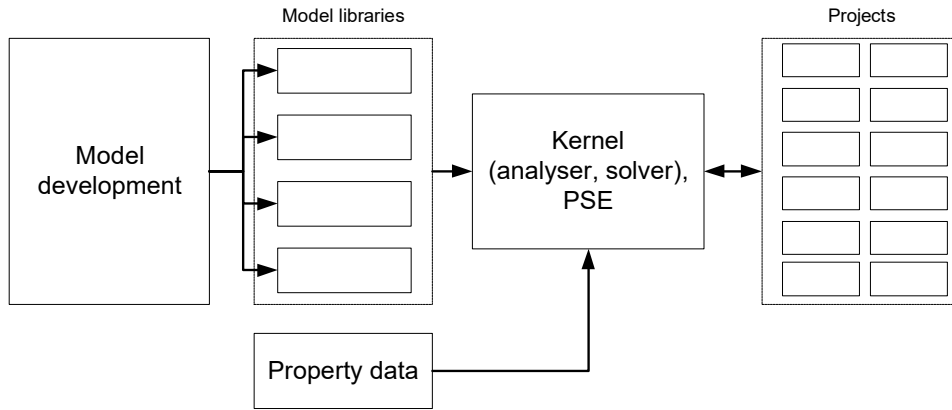 Model libraries
Projects
Model
development
Kernel
(analyser, solver),
PSE
Property data